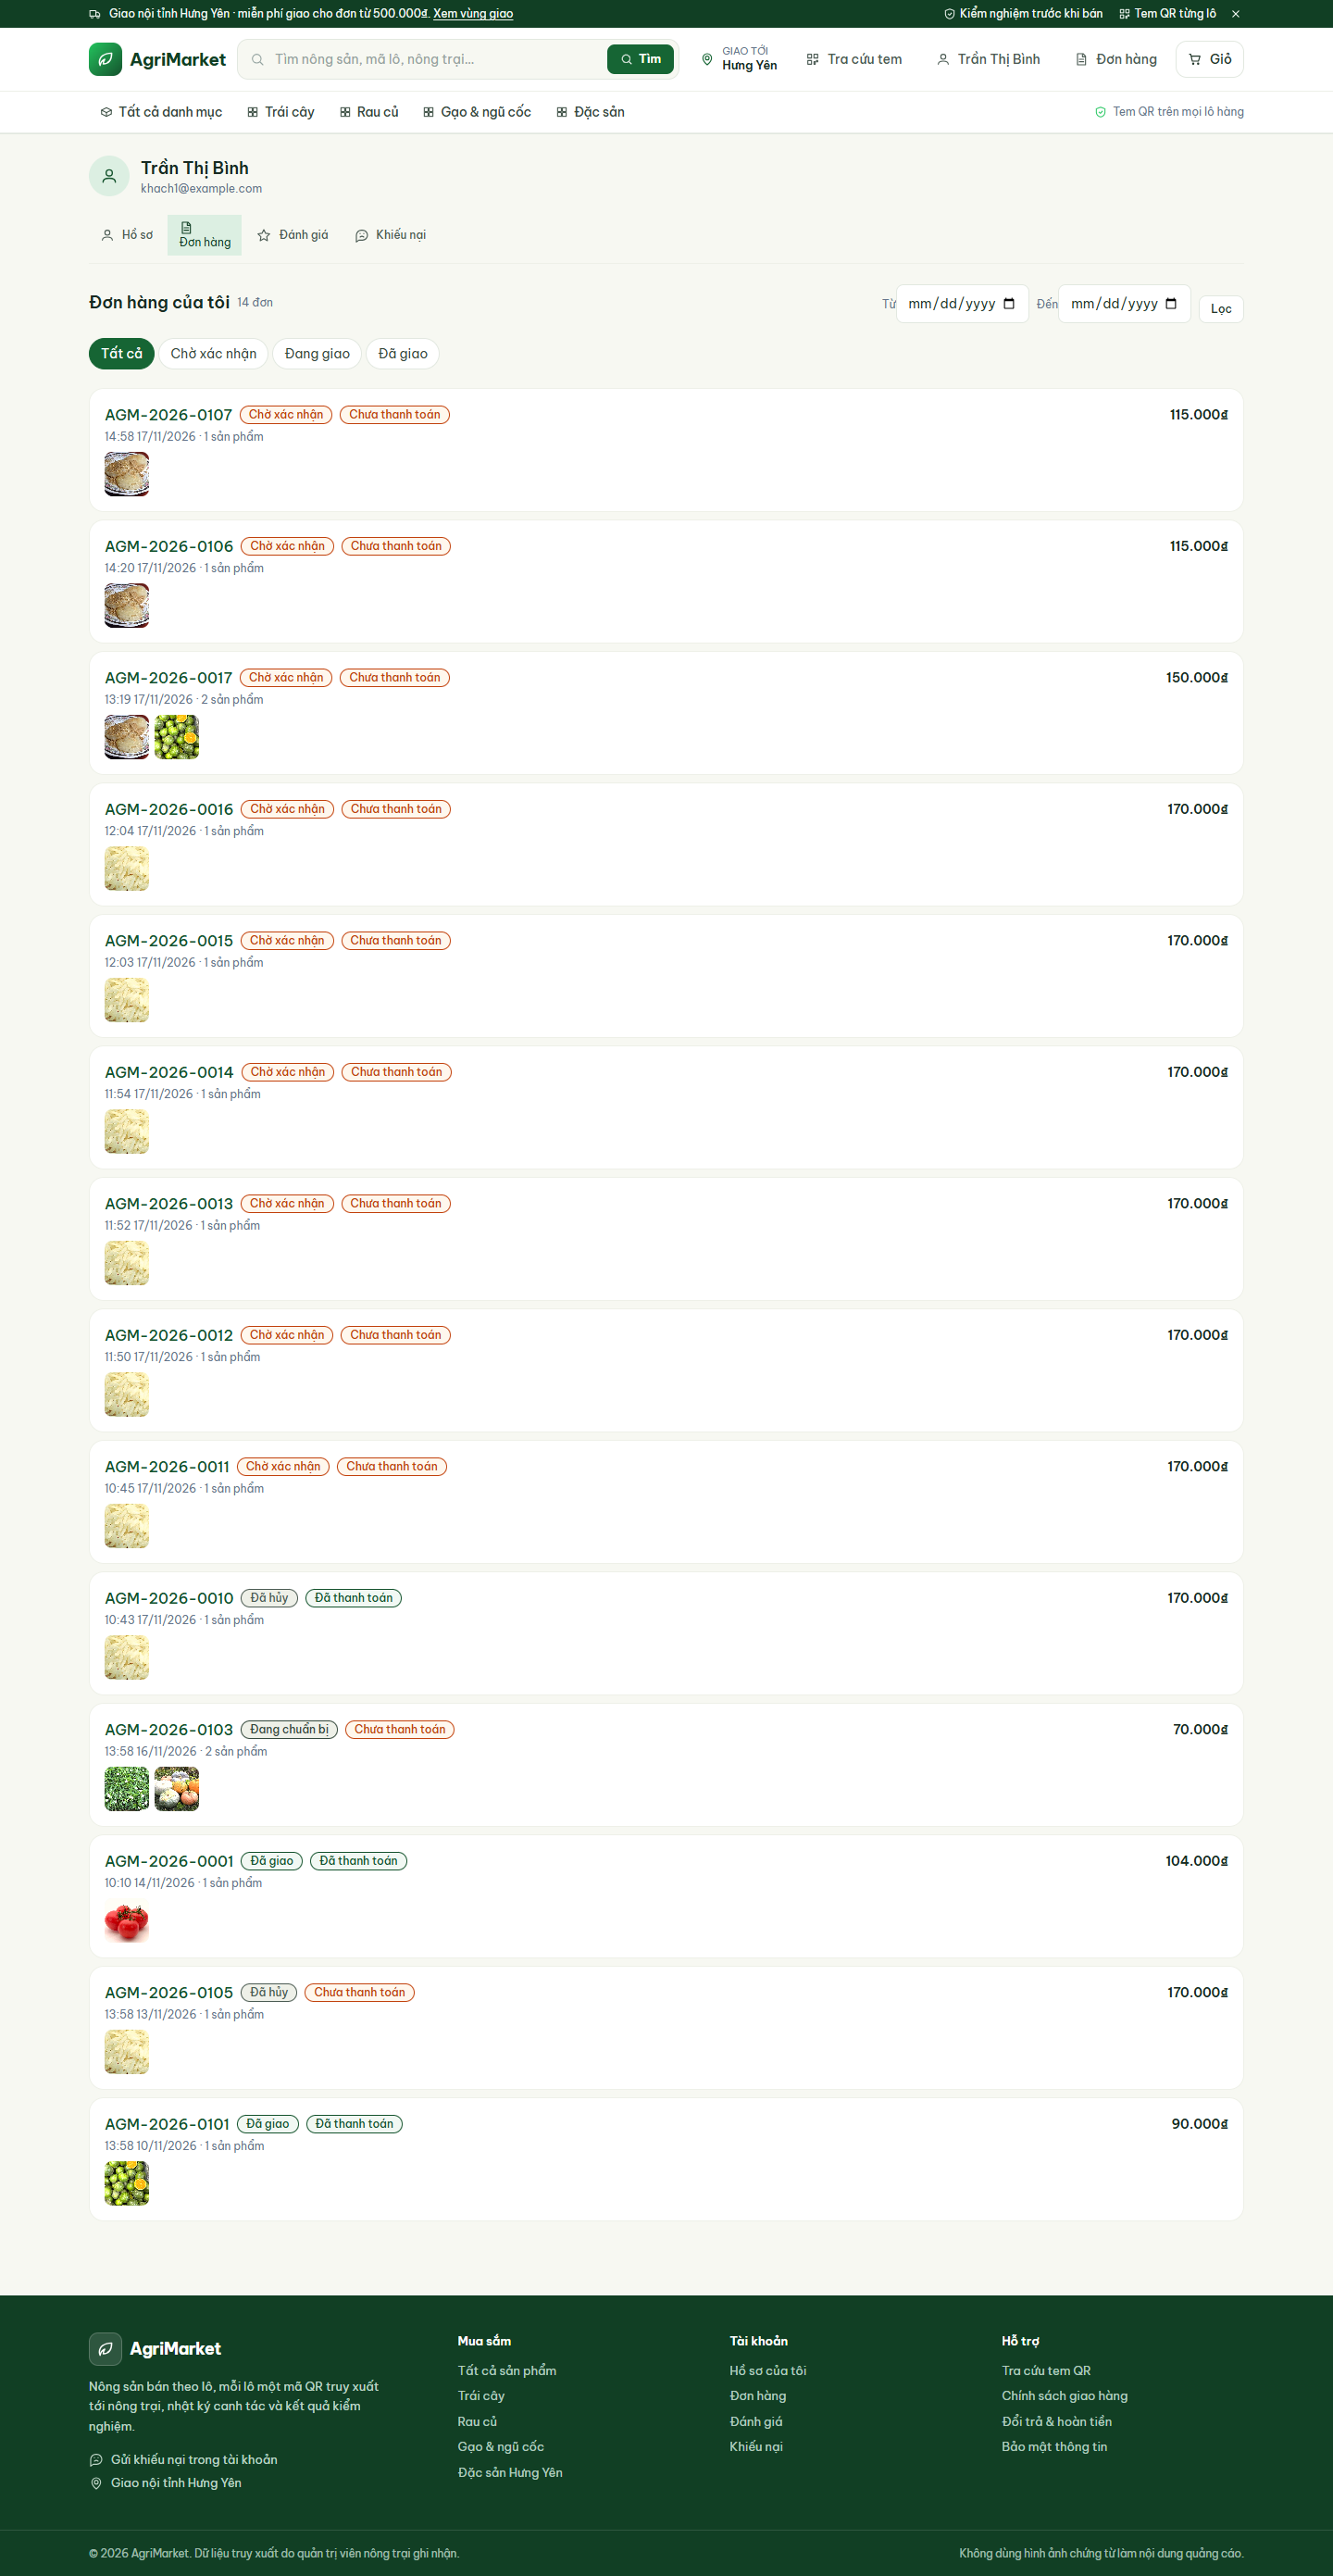 Giao nội tỉnh Hưng Yên · miễn phí giao cho đơn từ 500.000₫. Xem vùng giao
Kiểm nghiệm trước khi bán
Tem QR từng lô
AgriMarket
Tìm nông sản, mã lô, nông trại...
Tìm
GIAO TỚI
Hưng Yên
Tra cứu tem
Trần Thị Bình
Đơn hàng
Giỏ
Tất cả danh mục
Trái cây
Rau củ
Gạo & ngũ cốc
Đặc sản
Tem QR trên mọi lô hàng
Trần Thị Bình
khach1@example.com
Hồ sơ
Đơn hàng
Đánh giá
Khiếu nại
Đơn hàng của tôi 14 đơn
Từ mm/dd/yyyy Đến mm/dd/yyyy Lọc
Tất cả
Chờ xác nhận
Đang giao
Đã giao
AGM-2026-0107 Chờ xác nhận Chưa thanh toán 115.000₫
14:58 17/11/2026 · 1 sản phẩm
AGM-2026-0106 Chờ xác nhận Chưa thanh toán 115.000₫
14:20 17/11/2026 · 1 sản phẩm
AGM-2026-0017 Chờ xác nhận Chưa thanh toán 150.000₫
13:19 17/11/2026 · 2 sản phẩm
AGM-2026-0016 Chờ xác nhận Chưa thanh toán 170.000₫
12:04 17/11/2026 · 1 sản phẩm
AGM-2026-0015 Chờ xác nhận Chưa thanh toán 170.000₫
12:03 17/11/2026 · 1 sản phẩm
AGM-2026-0014 Chờ xác nhận Chưa thanh toán 170.000₫
11:54 17/11/2026 · 1 sản phẩm
AGM-2026-0013 Chờ xác nhận Chưa thanh toán 170.000₫
11:52 17/11/2026 · 1 sản phẩm
AGM-2026-0012 Chờ xác nhận Chưa thanh toán 170.000₫
11:50 17/11/2026 · 1 sản phẩm
AGM-2026-0011 Chờ xác nhận Chưa thanh toán 170.000₫
10:45 17/11/2026 · 1 sản phẩm
AGM-2026-0010 Đã hủy Đã thanh toán 170.000₫
10:43 17/11/2026 · 1 sản phẩm
AGM-2026-0103 Đang chuẩn bị Chưa thanh toán 70.000₫
13:58 16/11/2026 · 2 sản phẩm
AGM-2026-0001 Đã giao Đã thanh toán 104.000₫
10:10 14/11/2026 · 1 sản phẩm
AGM-2026-0105 Đã hủy Chưa thanh toán 170.000₫
13:58 13/11/2026 · 1 sản phẩm
AGM-2026-0101 Đã giao Đã thanh toán 90.000₫
13:58 10/11/2026 · 1 sản phẩm
AgriMarket
Nông sản bán theo lô, mỗi lô một mã QR truy xuất
tới nông trại, nhật ký canh tác và kết quả kiểm
nghiệm.
Gửi khiếu nại trong tài khoản
Giao nội tỉnh Hưng Yên
Mua sắm
Tất cả sản phẩm
Trái cây
Rau củ
Gạo & ngũ cốc
Đặc sản Hưng Yên
Tài khoản
Hồ sơ của tôi
Đơn hàng
Đánh giá
Khiếu nại
Hỗ trợ
Tra cứu tem QR
Chính sách giao hàng
Đổi trả & hoàn tiền
Bảo mật thông tin
© 2026 AgriMarket. Dữ liệu truy xuất do quản trị viên nông trại ghi nhận.
Không dùng hình ảnh chứng từ làm nội dung quảng cáo.